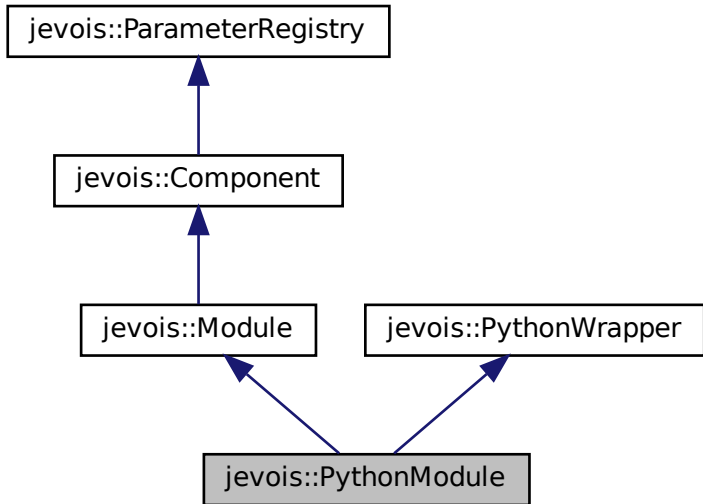 jevois::ParameterRegistry
jevois::Component
jevois::Module
jevois::PythonWrapper
jevois::PythonModule